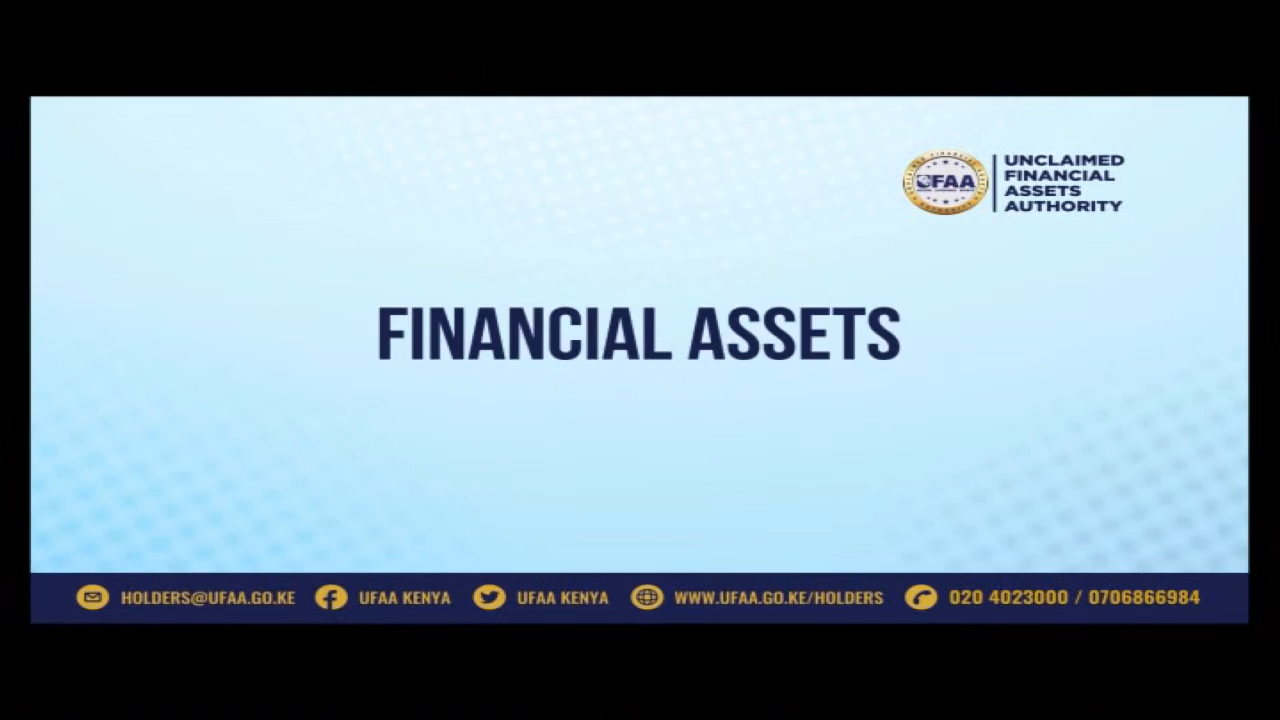 UFAA
UNCLAIMED
FINANCIAL
ASSETS
AUTHORITY
FINANCIAL ASSETS
HOLDERS@UFAA.GO.KE
UFAA KENYA
UFAA KENYA
WWW.UFAA.GO.KE/HOLDERS
020 4023000 / 0706866984